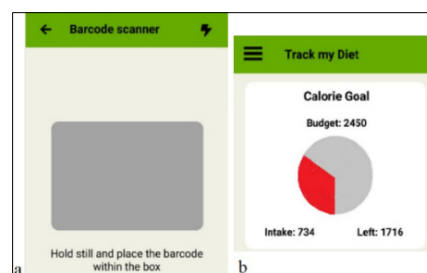 Barcode scanner
Hold still and place the barcode
within the box
a
Track my Diet
Calorie Goal
Budget: 2450
Intake: 734 Left: 1716
b